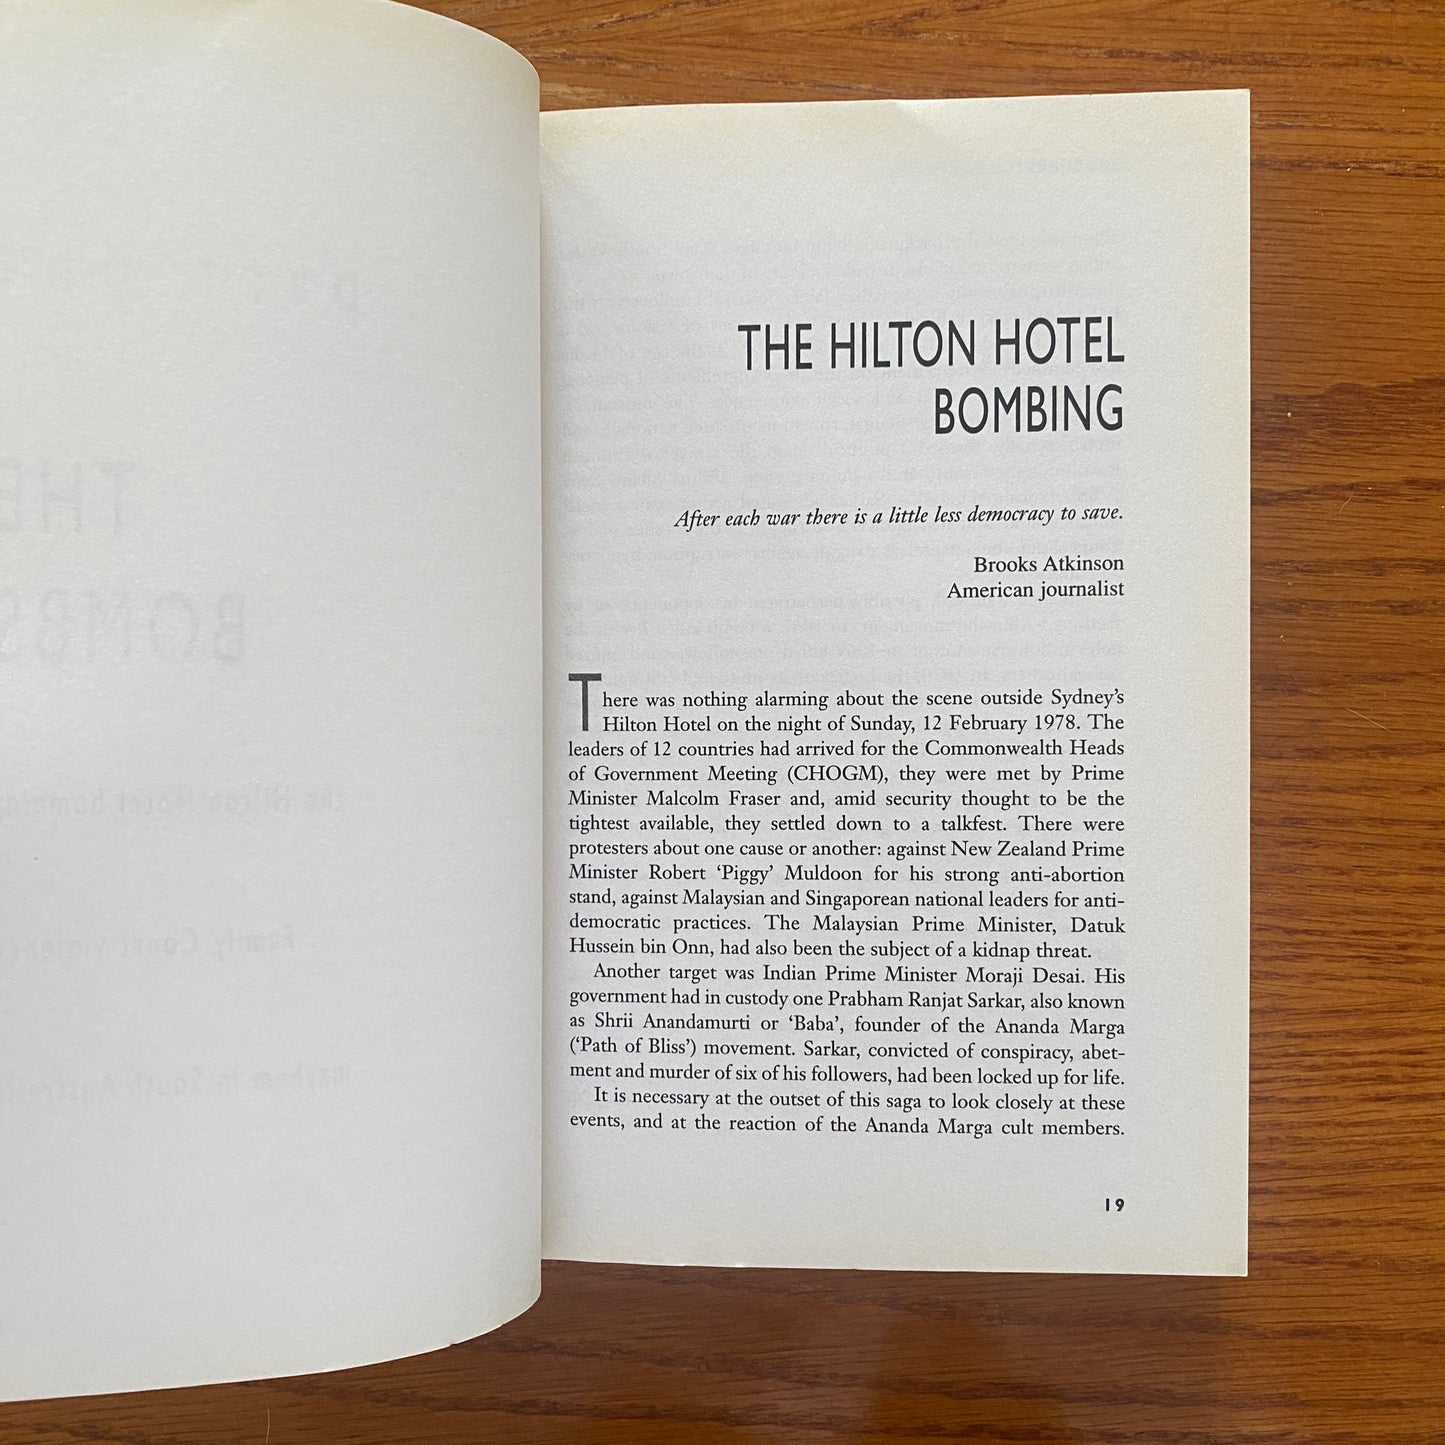 THE HILTON HOTEL
BOMBING
After each war there is a little less democracy to save.
Brooks Atkinson
American journalist
There was nothing alarming about the scene outside Sydney’s
Hilton Hotel on the night of Sunday, 12 February 1978. The
leaders of 12 countries had arrived for the Commonwealth Heads
of Government Meeting (CHOGM), they were met by Prime
Minister Malcolm Fraser and, amid security thought to be the
tightest available, they settled down to a talkfest. There were
protesters about one cause or another: against New Zealand Prime
Minister Robert ‘Piggy’ Muldoon for his strong anti-abortion
stand, against Malaysian and Singaporean national leaders for anti-
democratic practices. The Malaysian Prime Minister, Datuk
Hussein bin Onn, had also been the subject of a kidnap threat.
Another target was Indian Prime Minister Moraji Desai. His
government had in custody one Prabham Ranjat Sarkar, also known
as Shrii Anandamurti or ‘Baba’, founder of the Ananda Marga
(‘Path of Bliss’) movement. Sarkar, convicted of conspiracy, abet-
ment and murder of six of his followers, had been locked up for life.
It is necessary at the outset of this saga to look closely at these
events, and at the reaction of the Ananda Marga cult members.
19